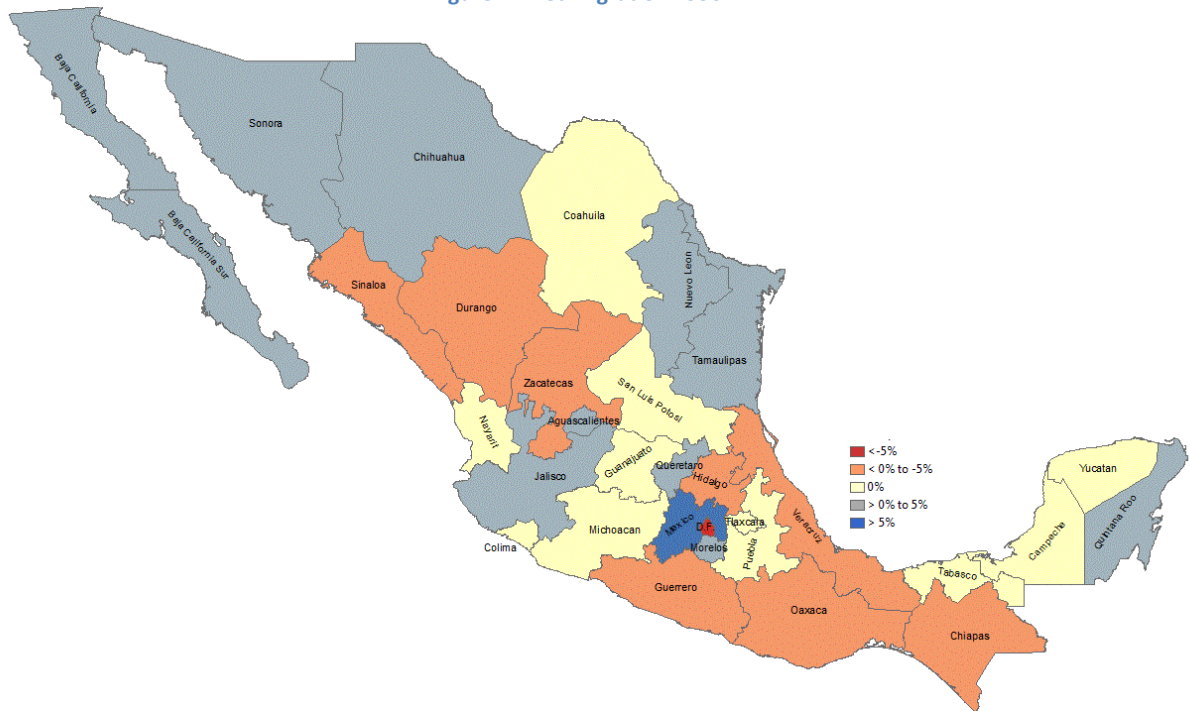 Baja California
Sonora
Chihuahua
Coahuila
Baja California Sur
Nuevo Leon
Sinaloa
Durango
Tamaulipas
Zacatecas
San Luis Potosi
Nayarit
Aguascalientes
Guanajuato
Queretaro
Jalisco
Hidalgo
<-5%
< 0% to -5%
0%
> 0% to 5%
> 5%
Yucatan
Quintana Roo
Campeche
Mexico
D.F.
Tlaxcala
Veracruz
Michoacan
Colima
Morelos
Puebla
Tabasco
Guerrero
Oaxaca
Chiapas